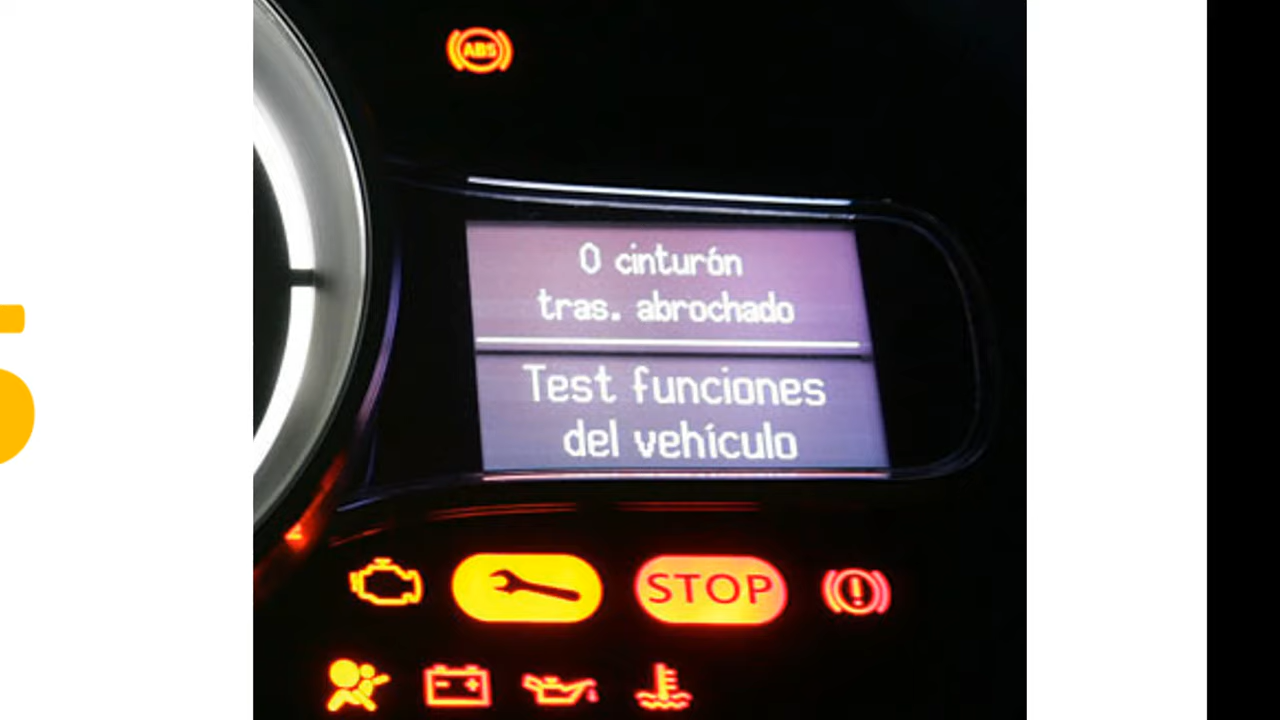 ABS
0 cinturón
tras. abrochado
Test funciones
del vehículo
STOP